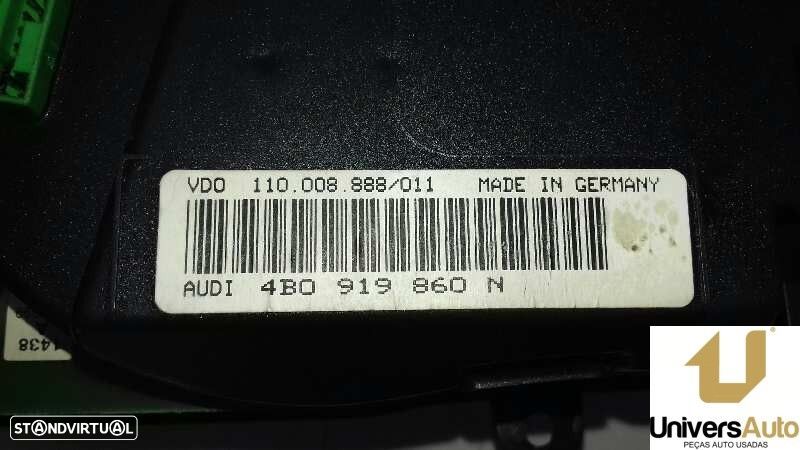 VDO 110.008.888/011 MADE IN GERMANY
AUDI 4B0 919 860 N
1438
STANDVIRTUAL
UniversAuto
PEÇAS AUTO USADAS